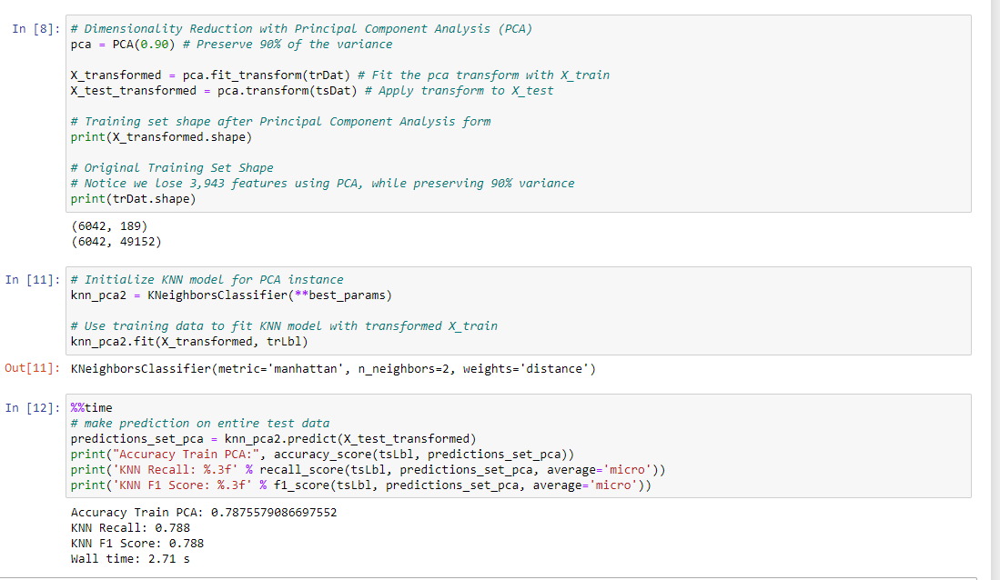 In [8]:
# Dimensionality Reduction with Principal Component Analysis (PCA)
pca = PCA(0.90) # Preserve 90% of the variance
X_transformed = pca.fit_transform(trDat) # Fit the pca transform with X_train
X_test_transformed = pca.transform(tsDat) # Apply transform to X_test
# Training set shape after Principal Component Analysis form
print(X_transformed.shape)
# Original Training Set Shape
# Notice we lose 3,943 features using PCA, while preserving 90% variance
print(trDat.shape)
(6042, 189)
(6042, 49152)
In [11]:
# Initialize KNN model for PCA instance
knn_pca2 = KNeighborsClassifier(**best_params)
# Use training data to fit KNN model with transformed X_train
knn_pca2.fit(X_transformed, trLbl)
Out[11]: KNeighborsClassifier(metric='manhattan', n_neighbors=2, weights='distance')
In [12]:
%%time
# make prediction on entire test data
predictions_set_pca = knn_pca2.predict(X_test_transformed)
print("Accuracy Train PCA:", accuracy_score(tsLbl, predictions_set_pca))
print('KNN Recall: %.3f' % recall_score(tsLbl, predictions_set_pca, average='micro'))
print('KNN F1 Score: %.3f' % f1_score(tsLbl, predictions_set_pca, average='micro'))
Accuracy Train PCA: 0.7875579086697552
KNN Recall: 0.788
KNN F1 Score: 0.788
Wall time: 2.71 s